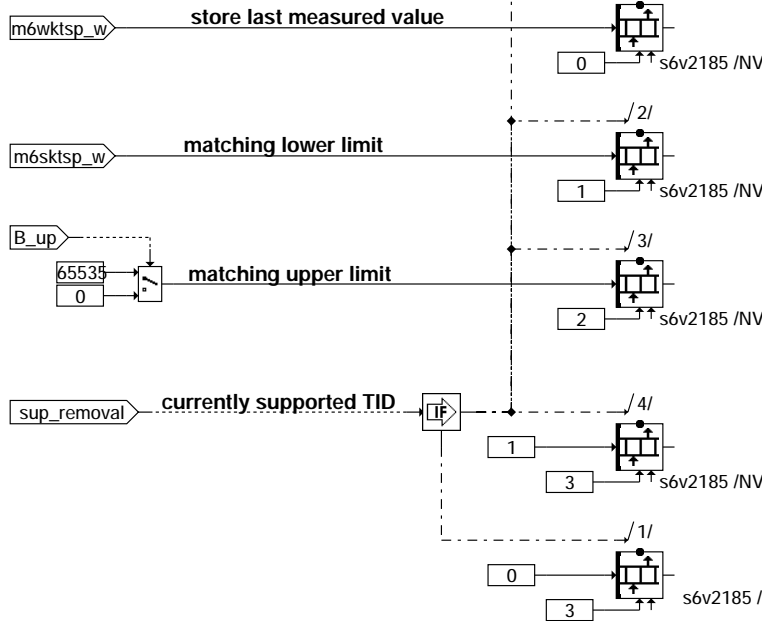 m6wktsp_w
store last measured value
0
s6v2185 /NV
2/
m6sktsp_w
matching lower limit
1
s6v2185 /NV
B_up
3/
65535
0
matching upper limit
2
s6v2185 /NV
sup_removal
currently supported TID
IF
4/
1
3
s6v2185 /NV
1/
0
3
s6v2185 /